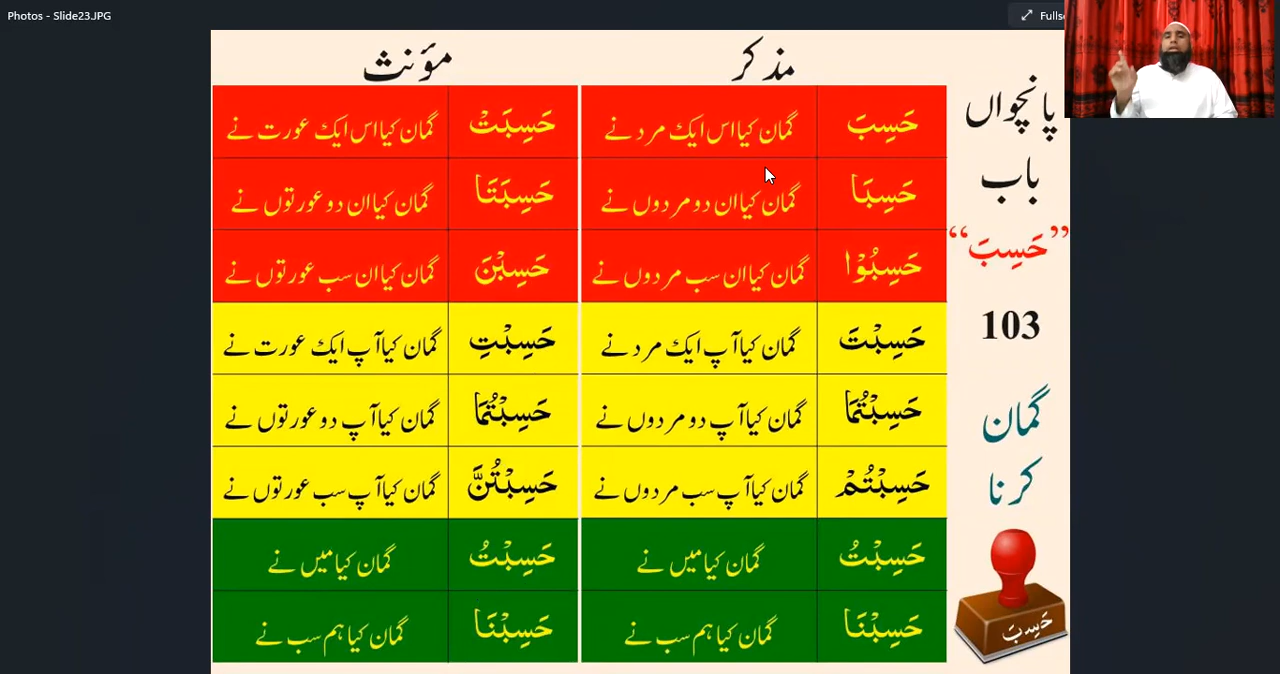 Photos - Slide23.JPG
Fulls
مذکر
مؤنث
حَسِبَ
گمان کیا اس ایک مرد نے
حَسِبَتْ
گمان کیا اس ایک عورت نے
حَسِبَا
گمان کیا ان دو مردوں نے
حَسِبَتَا
گمان کیا ان دو عورتوں نے
حَسِبُوْا
گمان کیا ان سب مردوں نے
حَسِبْنَ
گمان کیا ان سب عورتوں نے
حَسِبْتَ
گمان کیا آپ ایک مرد نے
حَسِبْتِ
گمان کیا آپ ایک عورت نے
حَسِبْتُمَا
گمان کیا آپ دو مردوں نے
حَسِبْتُمَا
گمان کیا آپ دو عورتوں نے
حَسِبْتُمْ
گمان کیا آپ سب مردوں نے
حَسِبْتُنَّ
گمان کیا آپ سب عورتوں نے
حَسِبْتُ
گمان کیا میں نے
حَسِبْتُ
گمان کیا میں نے
حَسِبْنَا
گمان کیا ہم سب نے
حَسِبْنَا
گمان کیا ہم سب نے
پانچواں
باب
”حَسِبَ“
103
گمان
کرنا
حَسِبَ